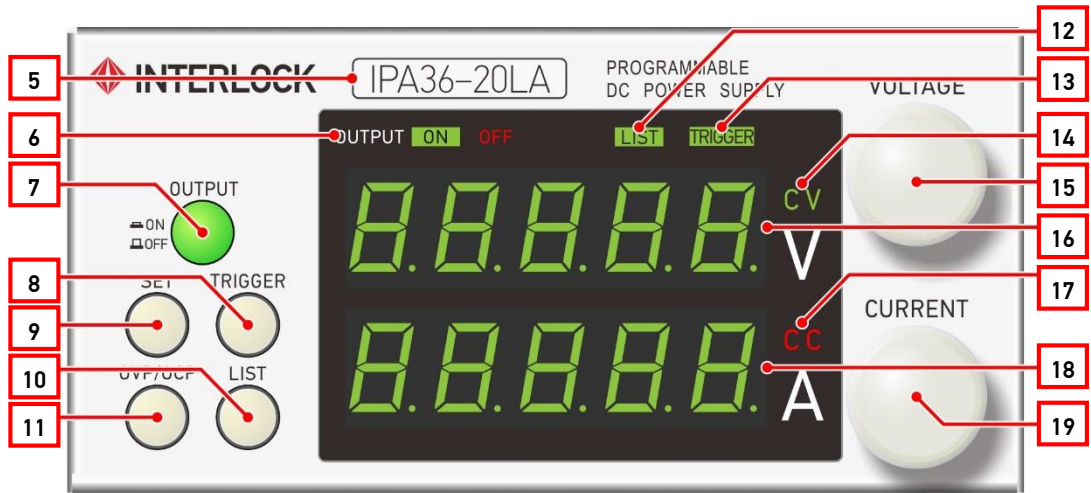 12
5
INTERLOCK
IPA36-20LA
PROGRAMMABLE
DC POWER SUPPLY
VOLTAGE
13
6
OUTPUT ON OFF
LIST
TRIGGER
14
7
OUTPUT
ON
OFF
CV
15
V
16
8
SET
TRIGGER
17
9
CURRENT
CC
10
OVP/OCP
LIST
18
A
11
19